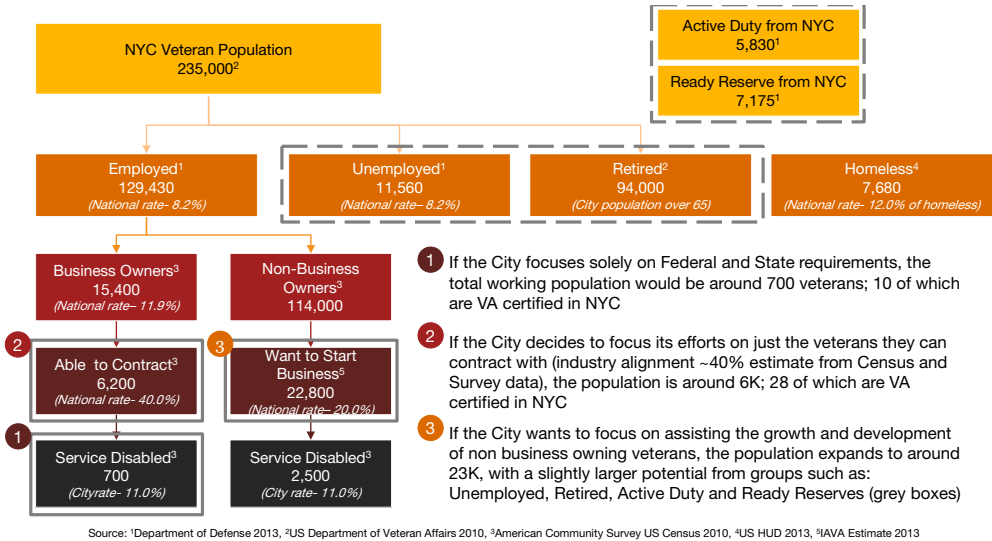 NYC Veteran Population
235,000²
Active Duty from NYC
5,830¹
Ready Reserve from NYC
7,175¹
Employed¹
129,430
(National rate- 8.2%)
Unemployed¹
11,560
(National rate– 8.2%)
Retired²
94,000
(City population over 65)
Homeless⁴
7,680
(National rate- 12.0% of homeless)
Business Owners³
15,400
(National rate– 11.9%)
Non-Business
Owners³
114,000
2
Able to Contract³
6,200
(National rate- 40.0%)
3
Want to Start
Business⁵
22,800
(National rate– 20.0%)
1
Service Disabled³
700
(Cityrate- 11.0%)
Service Disabled³
2,500
(City rate- 11.0%)
1
If the City focuses solely on Federal and State requirements, the
total working population would be around 700 veterans; 10 of which
are VA certified in NYC
2
If the City decides to focus its efforts on just the veterans they can
contract with (industry alignment ~40% estimate from Census and
Survey data), the population is around 6K; 28 of which are VA
certified in NYC
3
If the City wants to focus on assisting the growth and development
of non business owning veterans, the population expands to around
23K, with a slightly larger potential from groups such as:
Unemployed, Retired, Active Duty and Ready Reserves (grey boxes)
Source: ¹Department of Defense 2013, ²US Department of Veteran Affairs 2010, ³American Community Survey US Census 2010, ⁴US HUD 2013, ⁵IAVA Estimate 2013